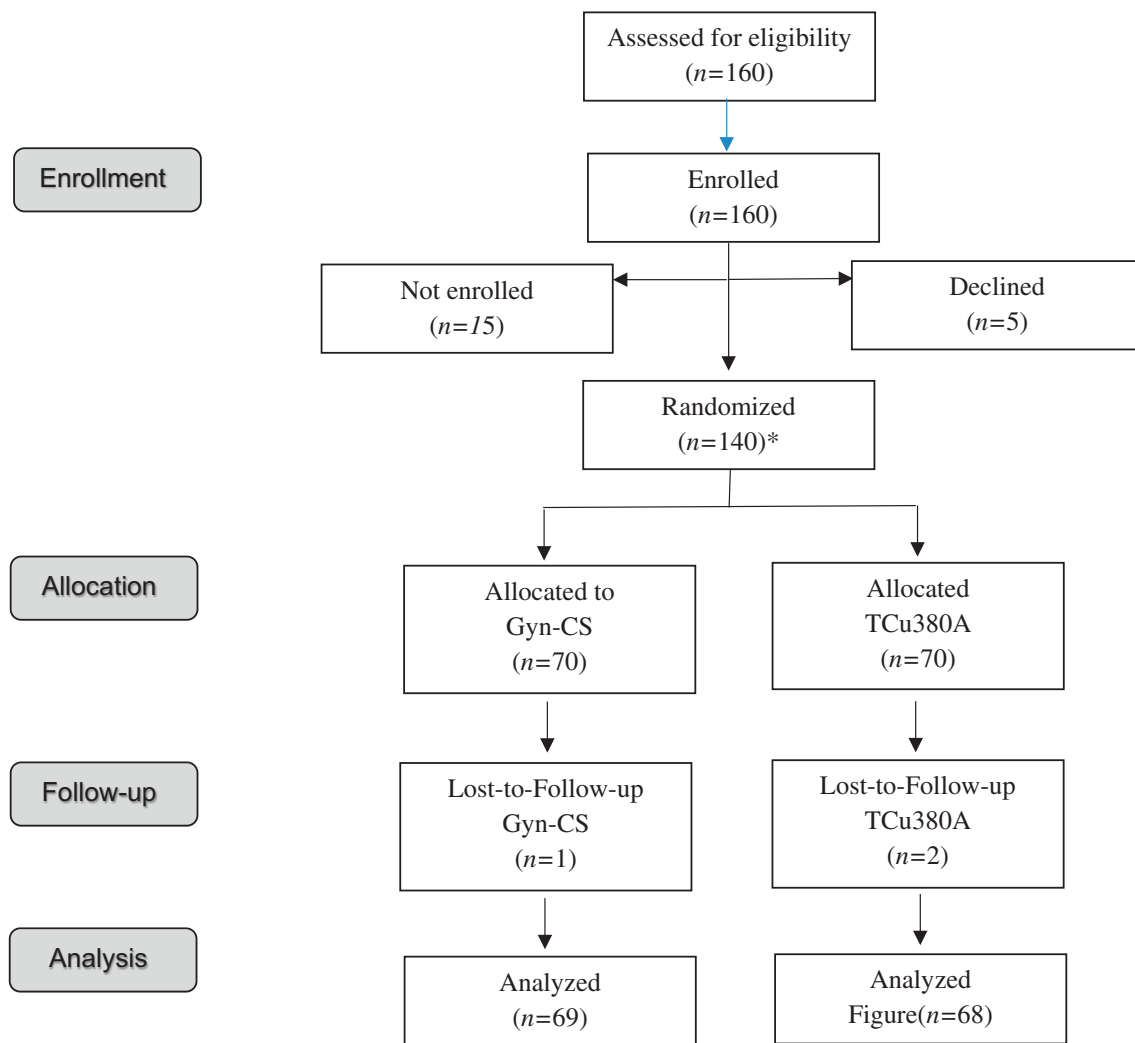 Assessed for eligibility
(n=160)
Enrollment
Enrolled
(n=160)
Not enrolled
(n=15)
Declined
(n=5)
Randomized
(n=140)*
Allocation
Allocated to
Gyn-CS
(n=70)
Allocated
TCu380A
(n=70)
Follow-up
Lost-to-Follow-up
Gyn-CS
(n=1)
Lost-to-Follow-up
TCu380A
(n=2)
Analysis
Analyzed
(n=69)
Analyzed
Figure(n=68)